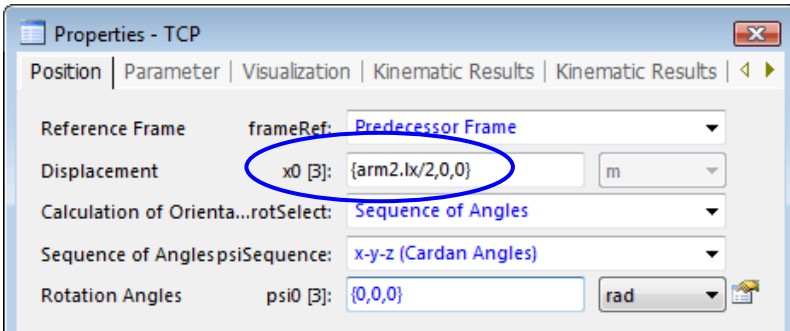 Properties - TCP
Position | Parameter | Visualization | Kinematic Results | Kinematic Results |
Reference Frame frameRef: Predecessor Frame
Displacement x0 [3]: {arm2.lx/2,0,0} m
Calculation of Orienta...rotSelect: Sequence of Angles
Sequence of AnglespsiSequence: x-y-z (Cardan Angles)
Rotation Angles psi0 [3]: {0,0,0} rad